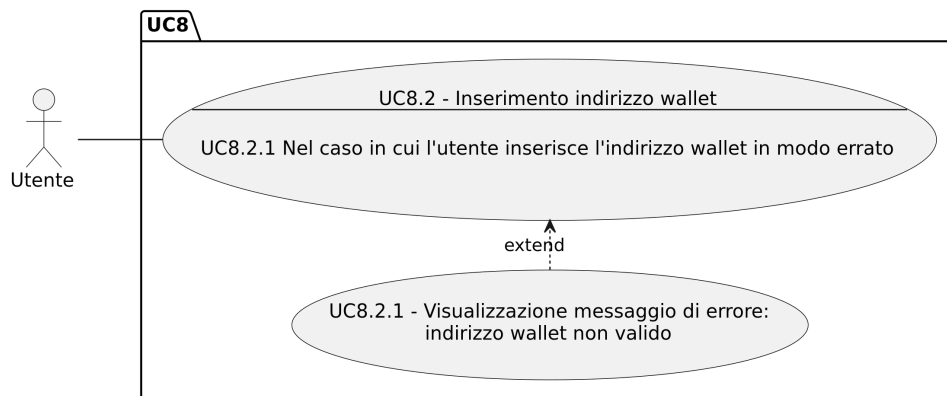 UC8
UC8.2 - Inserimento indirizzo wallet
UC8.2.1 Nel caso in cui l'utente inserisce l'indirizzo wallet in modo errato
Utente
extend
UC8.2.1 - Visualizzazione messaggio di errore:
indirizzo wallet non valido